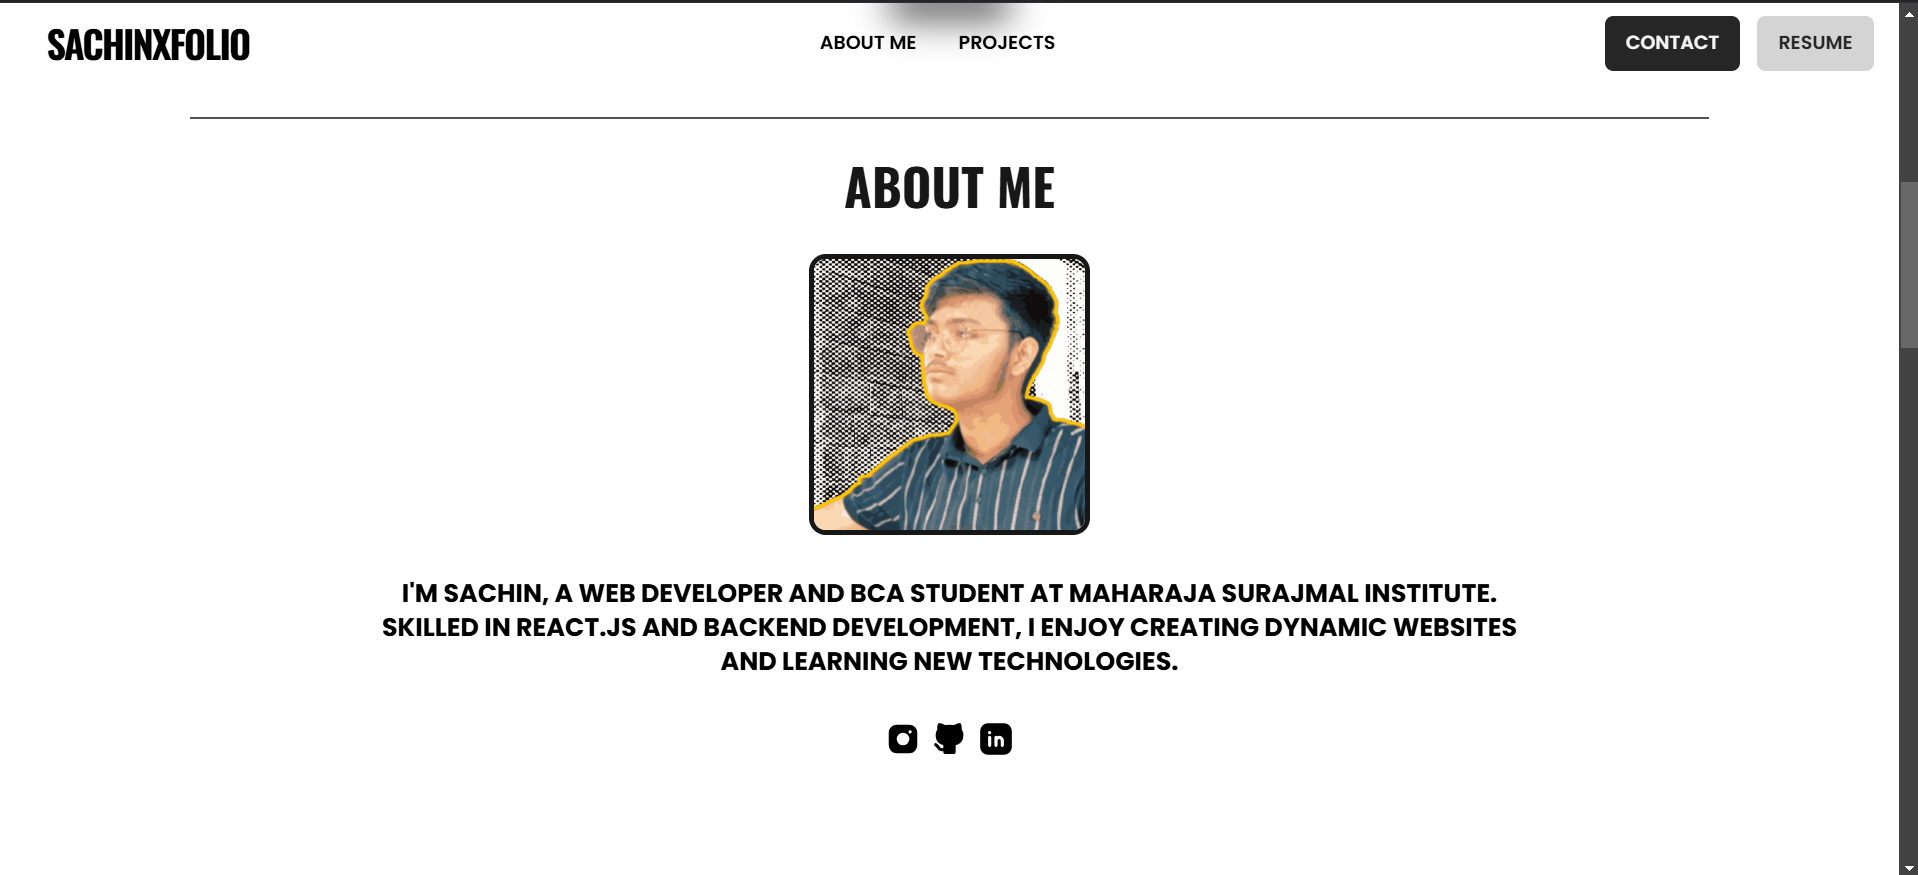 SACHINXFOLIO
ABOUT ME
PROJECTS
CONTACT
RESUME
ABOUT ME
I'M SACHIN, A WEB DEVELOPER AND BCA STUDENT AT MAHARAJA SURAJMAL INSTITUTE.
SKILLED IN REACT.JS AND BACKEND DEVELOPMENT, I ENJOY CREATING DYNAMIC WEBSITES
AND LEARNING NEW TECHNOLOGIES.
in